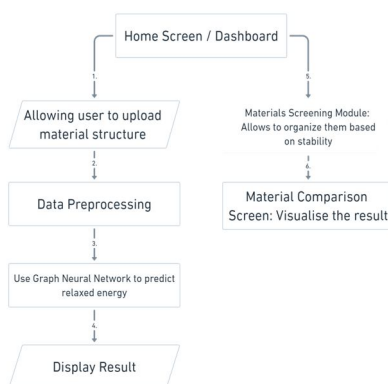 Home Screen / Dashboard
1.
5.
Allowing user to upload
material structure
Materials Screening Module:
Allows to organize them based
on stability
2.
6.
Data Preprocessing
Material Comparison
Screen: Visualise the result
3.
Use Graph Neural Network to predict
relaxed energy
4.
Display Result